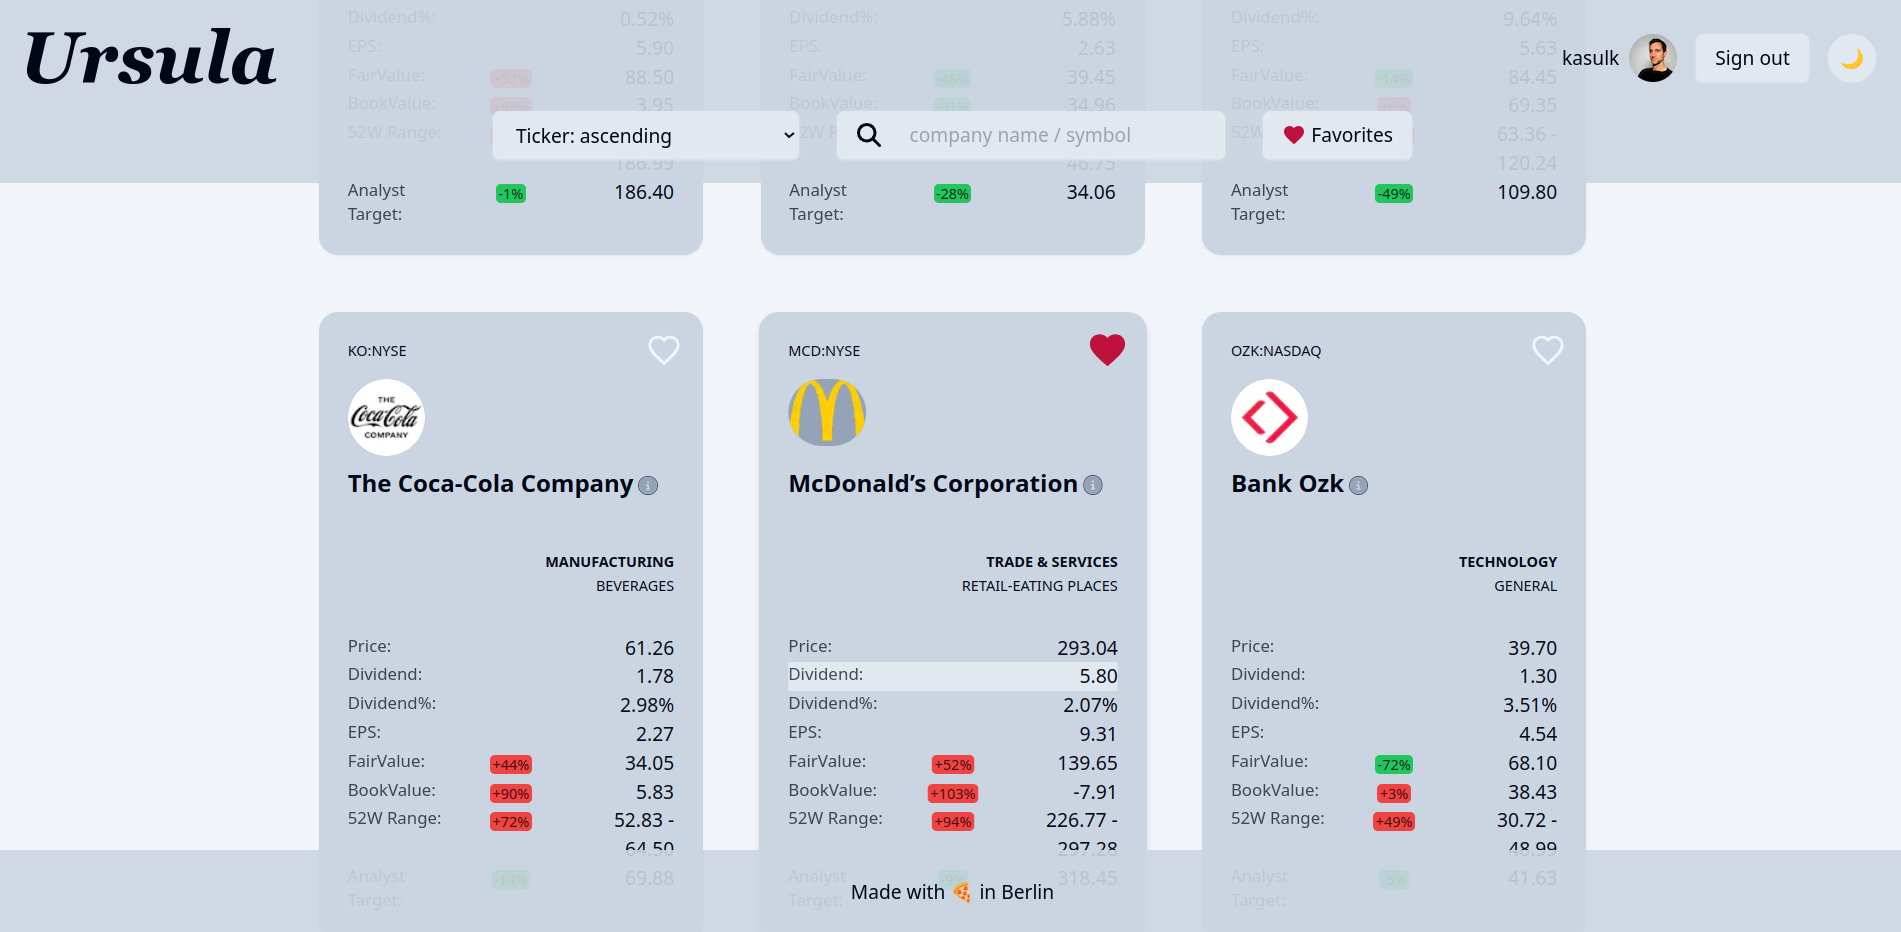 Ursula
kasulk
Sign out
Dividend%: 0.52%
EPS: 5.90
FairValue: +52% 88.50
BookValue: 3.95
52W Range:
186.99
Analyst -1% 186.40
Target:
Dividend%: 5.88%
EPS: 2.63
FairValue: -48% 39.45
BookValue: -31% 34.96
46.75
Analyst -28% 34.06
Target:
Dividend%: 9.64%
EPS: 5.63
FairValue: -14% 84.45
BookValue: 69.35
63.36 -
120.24
Analyst -49% 109.80
Target:
Ticker: ascending
company name / symbol
Favorites
KO:NYSE
THE
Coca-Cola
COMPANY
The Coca-Cola Company i
MANUFACTURING
BEVERAGES
Price: 61.26
Dividend: 1.78
Dividend%: 2.98%
EPS: 2.27
FairValue: +44% 34.05
BookValue: +90% 5.83
52W Range: +72% 52.83 -
64.50
Analyst -14% 69.88
Target:
MCD:NYSE
McDonald’s Corporation i
TRADE & SERVICES
RETAIL-EATING PLACES
Price: 293.04
Dividend: 5.80
Dividend%: 2.07%
EPS: 9.31
FairValue: +52% 139.65
BookValue: +103% -7.91
52W Range: +94% 226.77 -
297.28
Analyst -9% 318.45
Target:
OZK:NASDAQ
Bank Ozk i
TECHNOLOGY
GENERAL
Price: 39.70
Dividend: 1.30
Dividend%: 3.51%
EPS: 4.54
FairValue: -72% 68.10
BookValue: +3% 38.43
52W Range: +49% 30.72 -
48.99
Analyst -5% 41.63
Target:
Made with 🍕 in Berlin